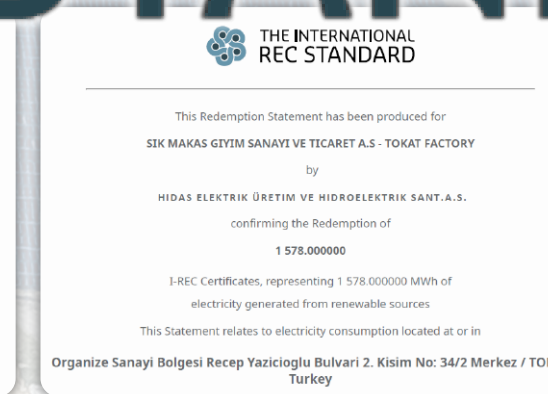 THE INTERNATIONAL
REC STANDARD
This Redemption Statement has been produced for
SIK MAKAS GIYIM SANAYI VE TICARET A.S - TOKAT FACTORY
by
HIDAS ELEKTRIK ÜRETIM VE HIDROELEKTRIK SANT.A.S.
confirming the Redemption of
1 578.000000
I-REC Certificates, representing 1 578.000000 MWh of
electricity generated from renewable sources
This Statement relates to electricity consumption located at or in
Organize Sanayi Bolgesi Recep Yazicioglu Bulvari 2. Kisim No: 34/2 Merkez /
Turkey